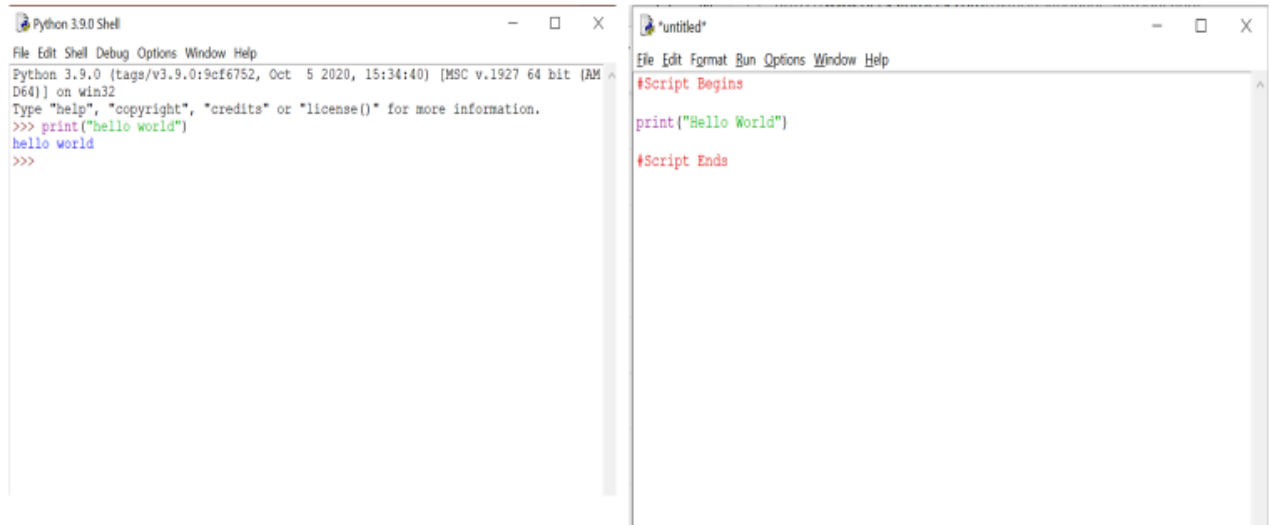 Python 3.9.0 Shell
File Edit Shell Debug Options Window Help
Python 3.9.0 (tags/v3.9.0:9cf6752, Oct  5 2020, 15:34:40) [MSC v.1927 64 bit (AM
D64)] on win32
Type "help", "copyright", "credits" or "license()" for more information.
>>> print("hello world")
hello world
>>>
*untitled*
File Edit Format Run Options Window Help
#Script Begins
print("Hello World")
#Script Ends